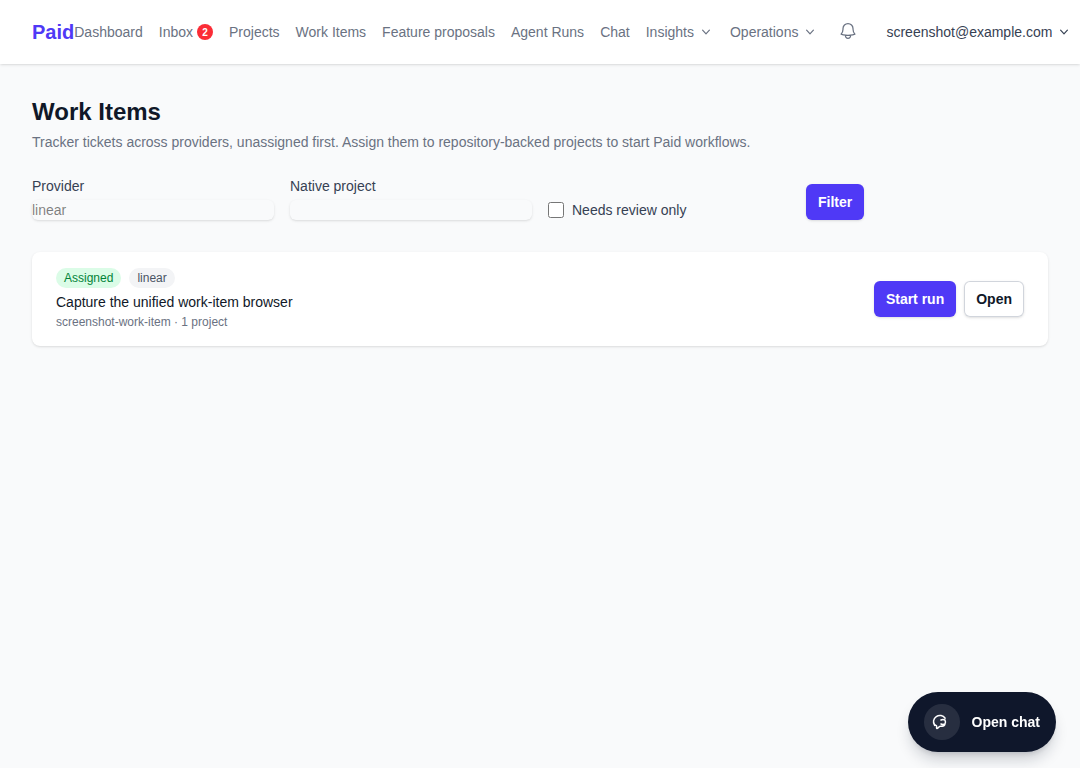 Paid Dashboard Inbox 2 Projects Work Items Feature proposals Agent Runs Chat Insights Operations screenshot@example.com
Work Items
Tracker tickets across providers, unassigned first. Assign them to repository-backed projects to start Paid workflows.
Provider Native project
linear Needs review only Filter
Assigned linear
Capture the unified work-item browser
screenshot-work-item · 1 project
Start run Open
Open chat